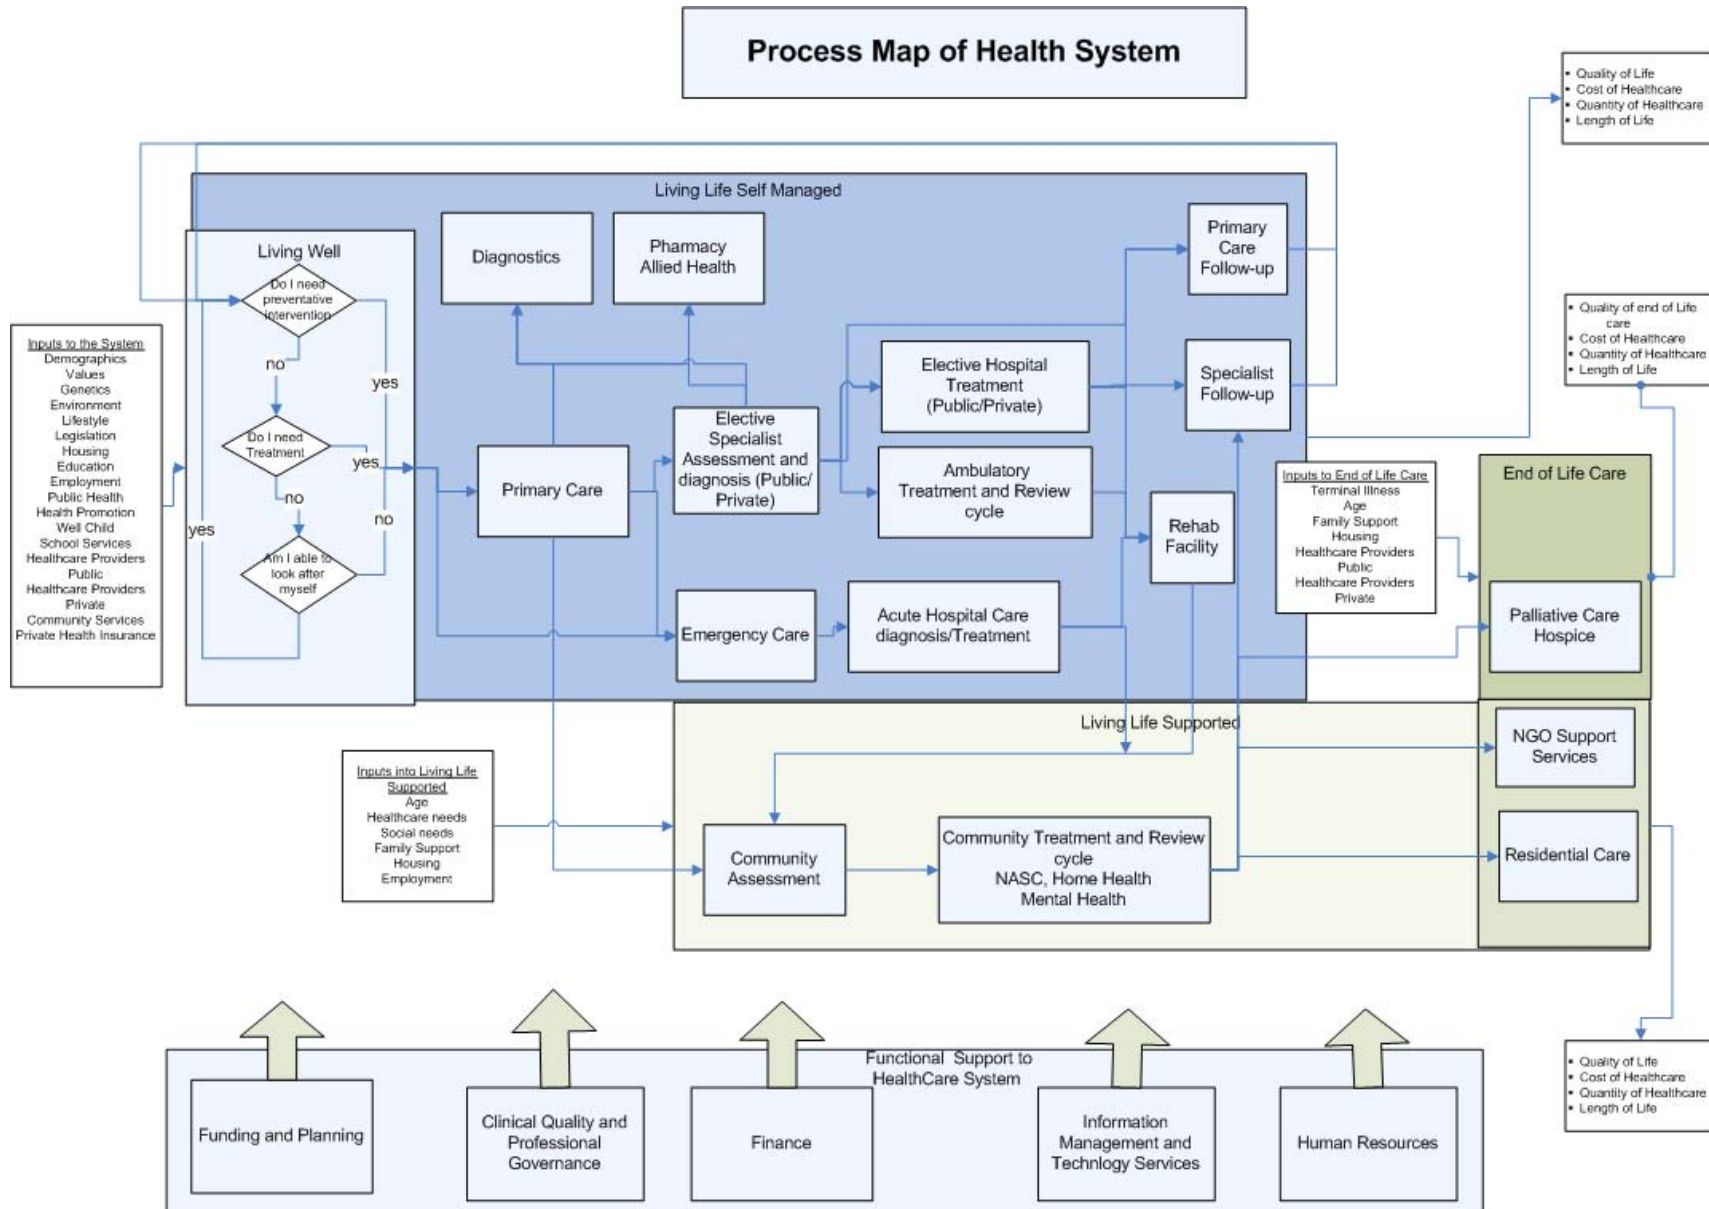 Process Map of Health System
• Quality of Life
• Cost of Healthcare
• Quantity of Healthcare
• Length of Life
Living Life Self Managed
Living Well
Do I need
preventative
intervention
no
yes
Do I need
Treatment
yes
no
no
yes
Am I able to
look after
myself
Inputs to the System
Demographics
Values
Genetics
Environment
Lifestyle
Legislation
Housing
Education
Employment
Public Health
Health Promotion
Well Child
School Services
Healthcare Providers
Public
Healthcare Providers
Private
Community Services
Private Health Insurance
Diagnostics
Pharmacy
Allied Health
Primary
Care
Follow-up
Elective Hospital
Treatment
(Public/Private)
Specialist
Follow-up
Primary Care
Elective
Specialist
Assessment and
diagnosis (Public/
Private)
Ambulatory
Treatment and Review
cycle
Rehab
Facility
Emergency Care
Acute Hospital Care
diagnosis/Treatment
• Quality of end of Life
care
• Cost of Healthcare
• Quantity of Healthcare
• Length of Life
Inputs to End of Life Care
Terminal Illness
Age
Family Support
Housing
Healthcare Providers
Public
Healthcare Providers
Private
End of Life Care
Palliative Care
Hospice
Living Life Supported
NGO Support
Services
Residential Care
Inputs into Living Life
Supported
Age
Healthcare needs
Social needs
Family Support
Housing
Employment
Community
Assessment
Community Treatment and Review
cycle
NASC, Home Health
Mental Health
Functional Support to
HealthCare System
Funding and Planning
Clinical Quality and
Professional
Governance
Finance
Information
Management and
Technlogy Services
Human Resources
• Quality of Life
• Cost of Healthcare
• Quantity of Healthcare
• Length of Life